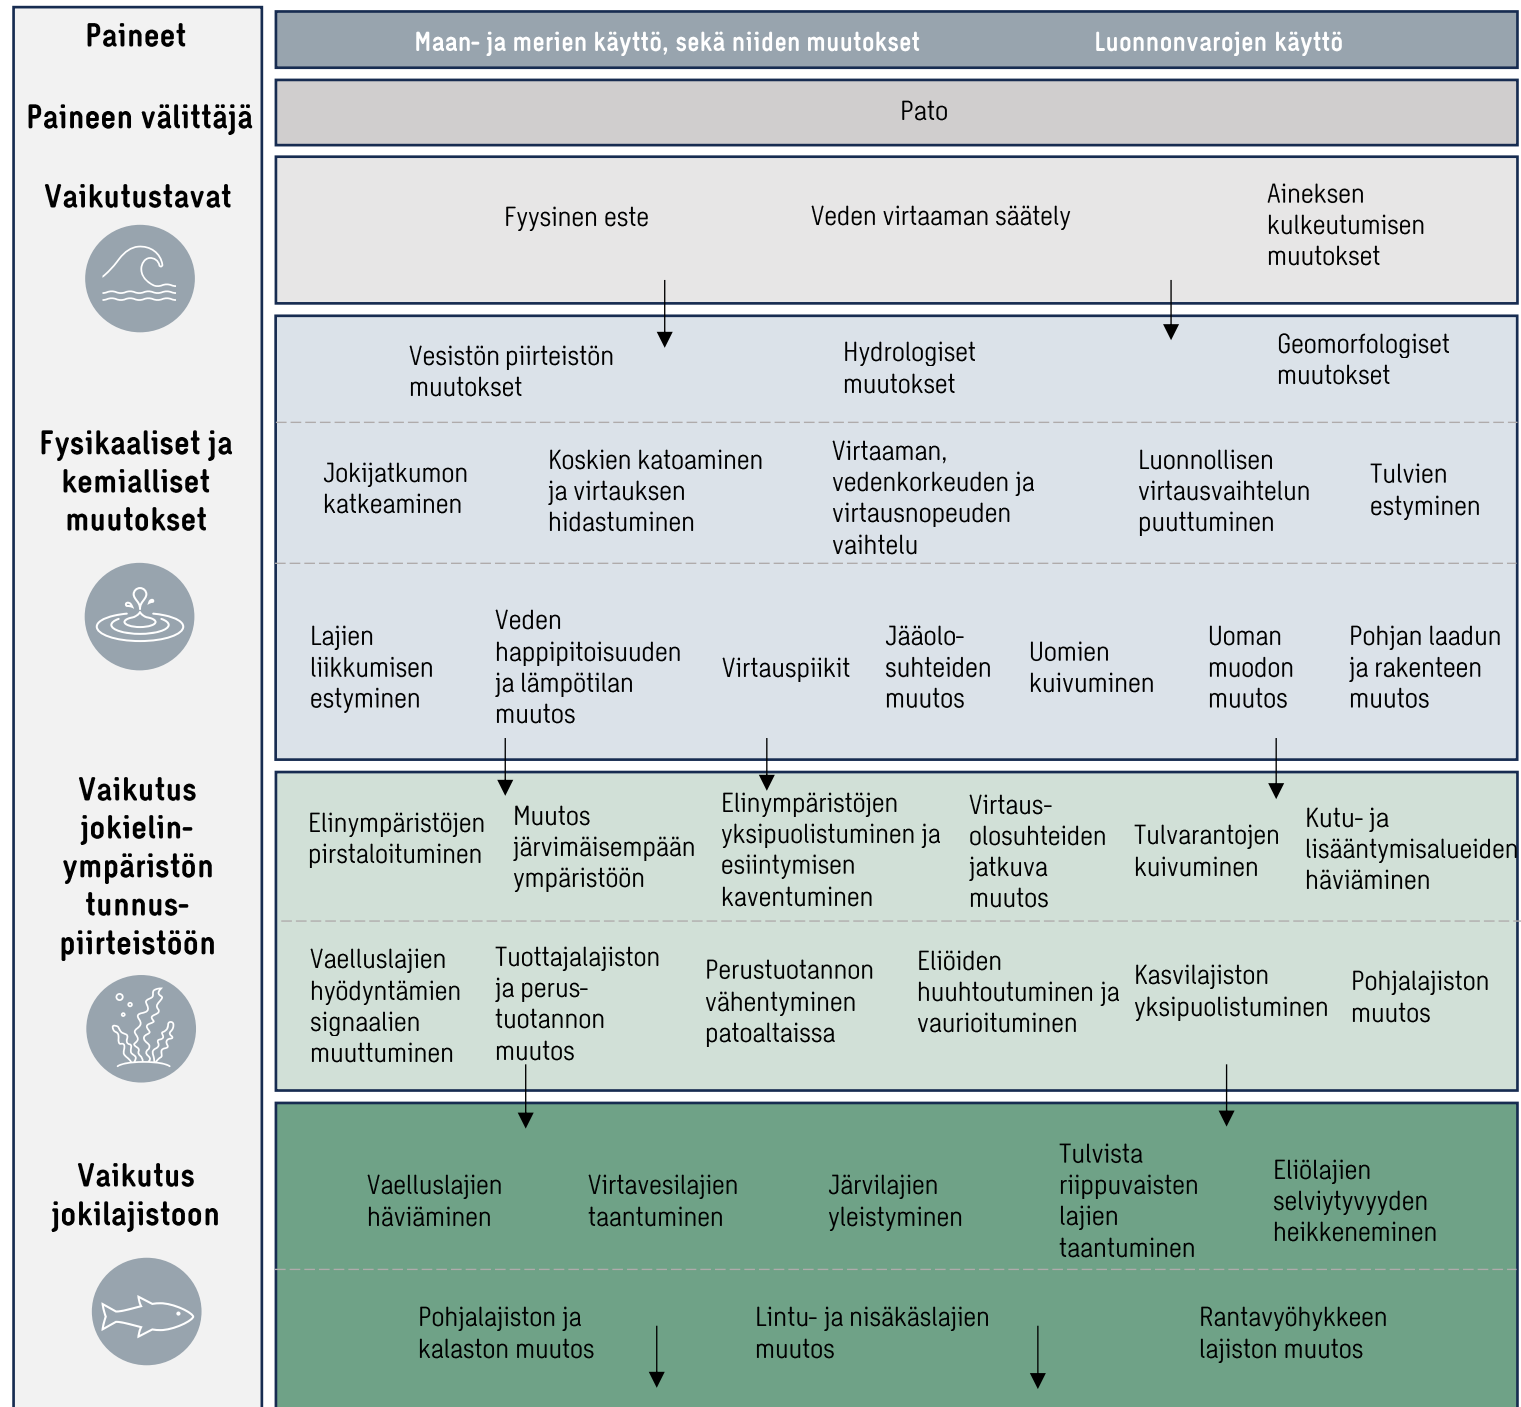 Paineet
Maan- ja merien käyttö, sekä niiden muutokset
Luonnonvarojen käyttö
Paineen välittäjä
Pato
Vaikutustavat
Fyysinen este
Veden virtaaman säätely
Aineksen
kulkeutumisen
muutokset
Fysikaaliset ja
kemialliset
muutokset
Vesistön piirteistön
muutokset
Hydrologiset
muutokset
Geomorfologiset
muutokset
Jokijatkumon
katkeaminen
Koskien katoaminen
ja virtauksen
hidastuminen
Virtaaman,
vedenkorkeuden ja
virtausnopeuden
vaihtelu
Luonnollisen
virtausvaihtelun
puuttuminen
Tulvien
estyminen
Lajien
liikkumisen
estyminen
Veden
happipitoisuuden
ja lämpötilan
muutos
Virtauspiikit
Jääolo-
suhteiden
muutos
Uomien
kuivuminen
Uoman
muodon
muutos
Pohjan laadun
ja rakenteen
muutos
Vaikutus
jokielin-
ympäristön
tunnus-
piirteistöön
Elinympäristöjen
pirstaloituminen
Muutos
järvimäisempään
ympäristöön
Elinympäristöjen
yksipuolistuminen ja
esiintymisen
kaventuminen
Virtaus-
olosuhteiden
jatkuva
muutos
Tulvarantojen
kuivuminen
Kutu- ja
lisääntymisalueiden
häviäminen
Vaelluslajien
hyödyntämien
signaalien
muuttuminen
Tuottajalajiston
ja perus-
tuotannon
muutos
Perustuotannon
vähentyminen
patoaltaissa
Eliöiden
huuhtoutuminen ja
vaurioituminen
Kasvilajiston
yksipuolistuminen
Pohjalajiston
muutos
Vaikutus
jokilajistoon
Vaelluslajien
häviäminen
Virtavesilajien
taantuminen
Järvilajien
yleistyminen
Tulvista
riippuvaisten
lajien
taantuminen
Eliölajien
selviytyvyyden
heikkeneminen
Pohjalajiston ja
kalaston muutos
Lintu- ja nisäkäslajien
muutos
Rantavyöhykkeen
lajiston muutos